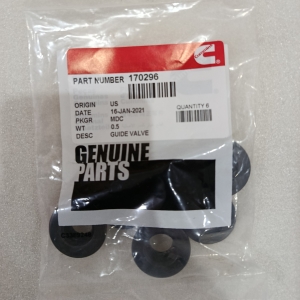 PART NUMBER 170296
ORIGIN US
DATE 16-JAN-2021 QUANTITY 6
PKGR MDC
WT 0.5
DESC GUIDE VALVE
GENUINE
PARTS